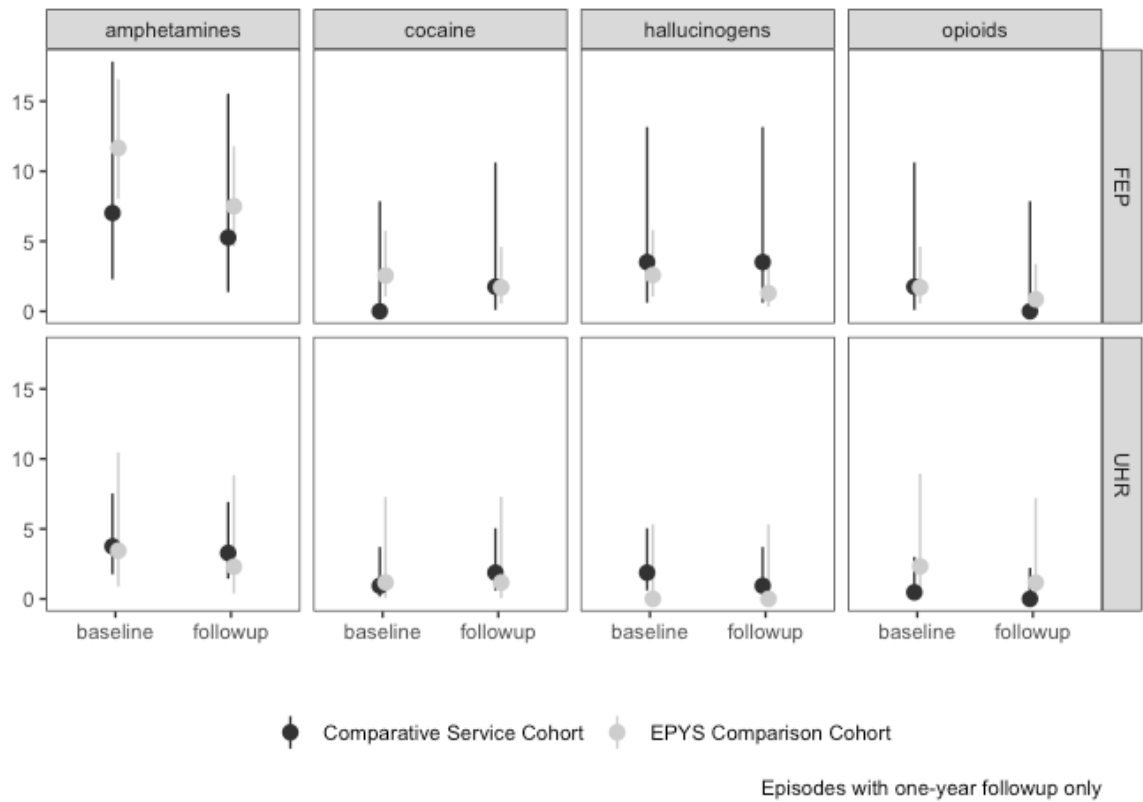 amphetamines cocaine hallucinogens opioids
15
10
5
0
FEP
15
10
5
0
UHR
baseline followup baseline followup baseline followup baseline followup
Comparative Service Cohort EPYS Comparison Cohort
Episodes with one-year followup only